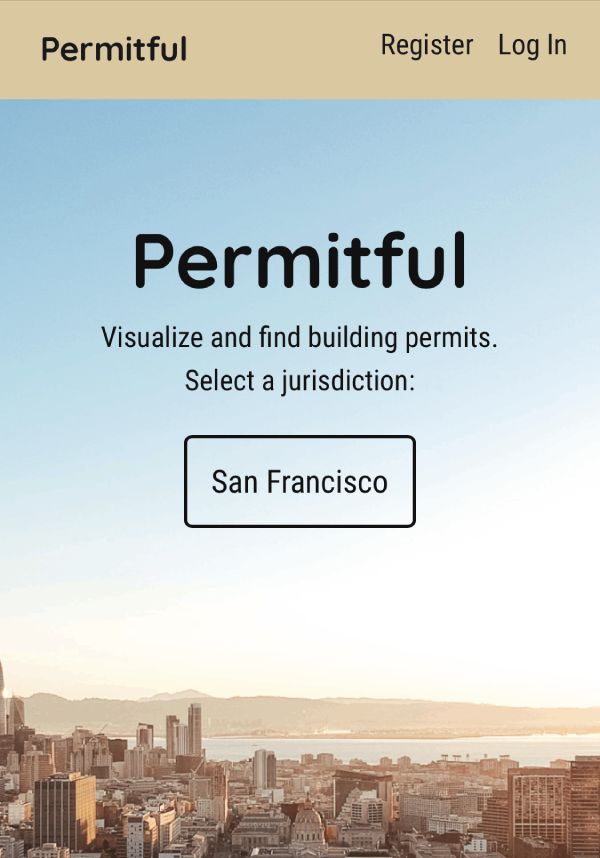 Permitful
Register Log In
Permitful
Visualize and find building permits.
Select a jurisdiction:
San Francisco